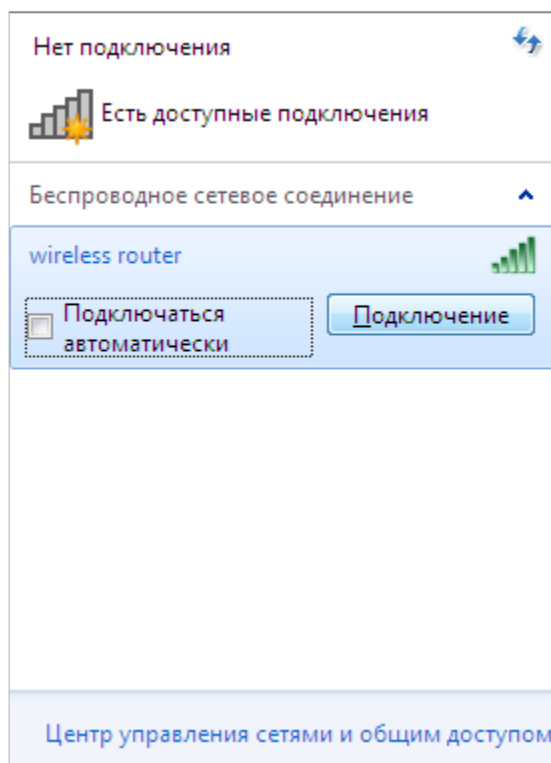 Нет подключения
Есть доступные подключения
Беспроводное сетевое соединение
wireless router
Подключаться
автоматически
Подключение
Центр управления сетями и общим доступом